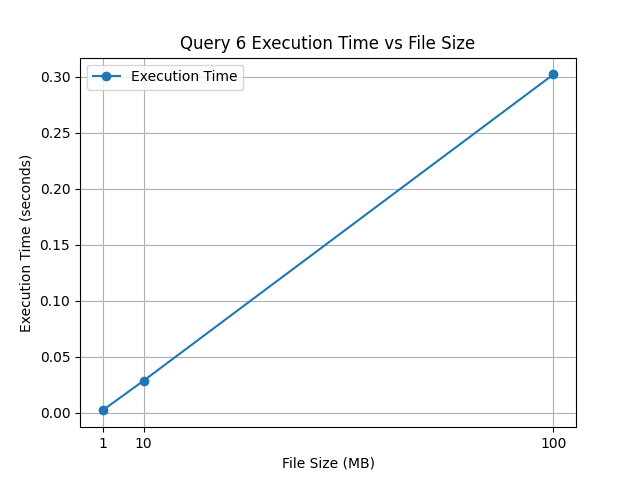 Query 6 Execution Time vs File Size
Execution Time
0.30
0.25
0.20
0.15
0.10
0.05
0.00
Execution Time (seconds)
1 10 100
File Size (MB)